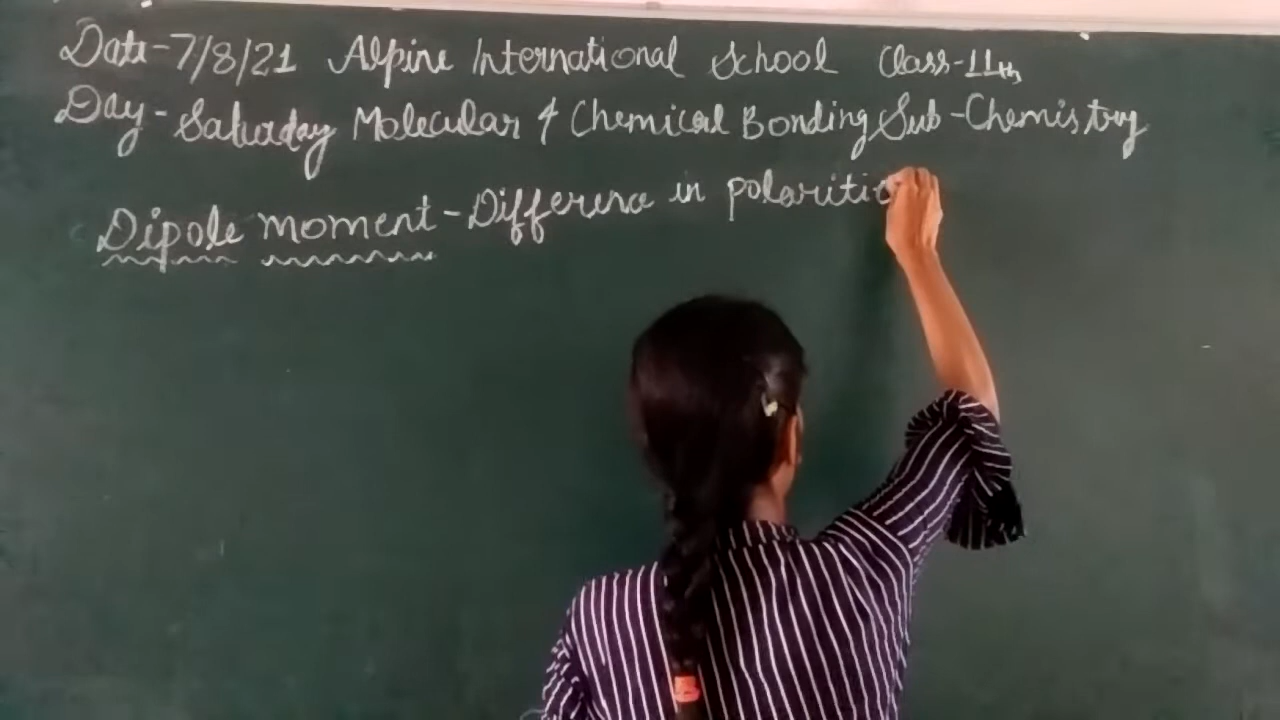 Date-7/8/21 Alpine International School Class-11th
Day-Saturday Molecular & Chemical Bonding Sub-Chemistry
Dipole moment-Difference in polaritie